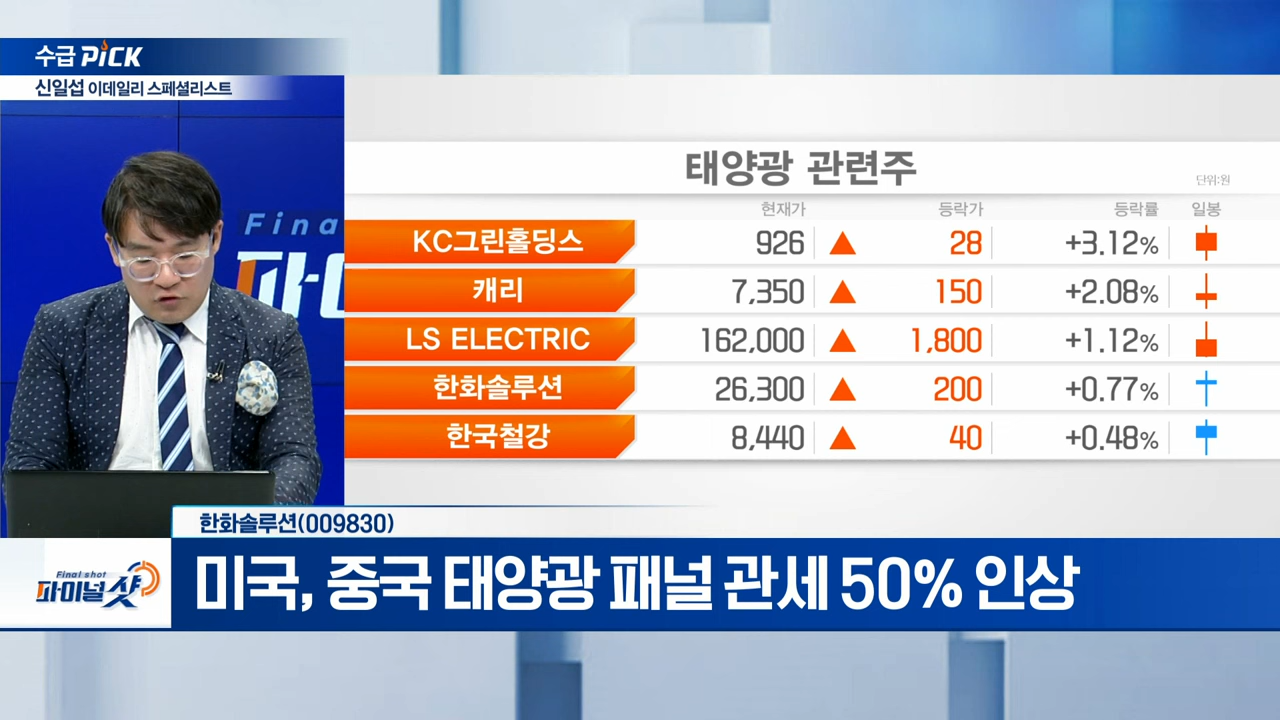 수급 PiCK
신일섭 이데일리 스페셜리스트
Fina
파이
태양광 관련주
단위:원
현재가 등락가 등락률 일봉
KC그린홀딩스 926 ▲ 28 +3.12%
캐리 7,350 ▲ 150 +2.08%
LS ELECTRIC 162,000 ▲ 1,800 +1.12%
한화솔루션 26,300 ▲ 200 +0.77%
한국철강 8,440 ▲ 40 +0.48%
한화솔루션(009830)
Final shot
파이널샷
미국, 중국 태양광 패널 관세 50% 인상